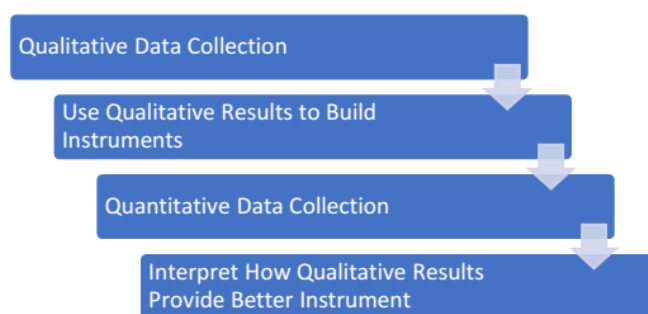 Qualitative Data Collection
Use Qualitative Results to Build
Instruments
Quantitative Data Collection
Interpret How Qualitative Results
Provide Better Instrument